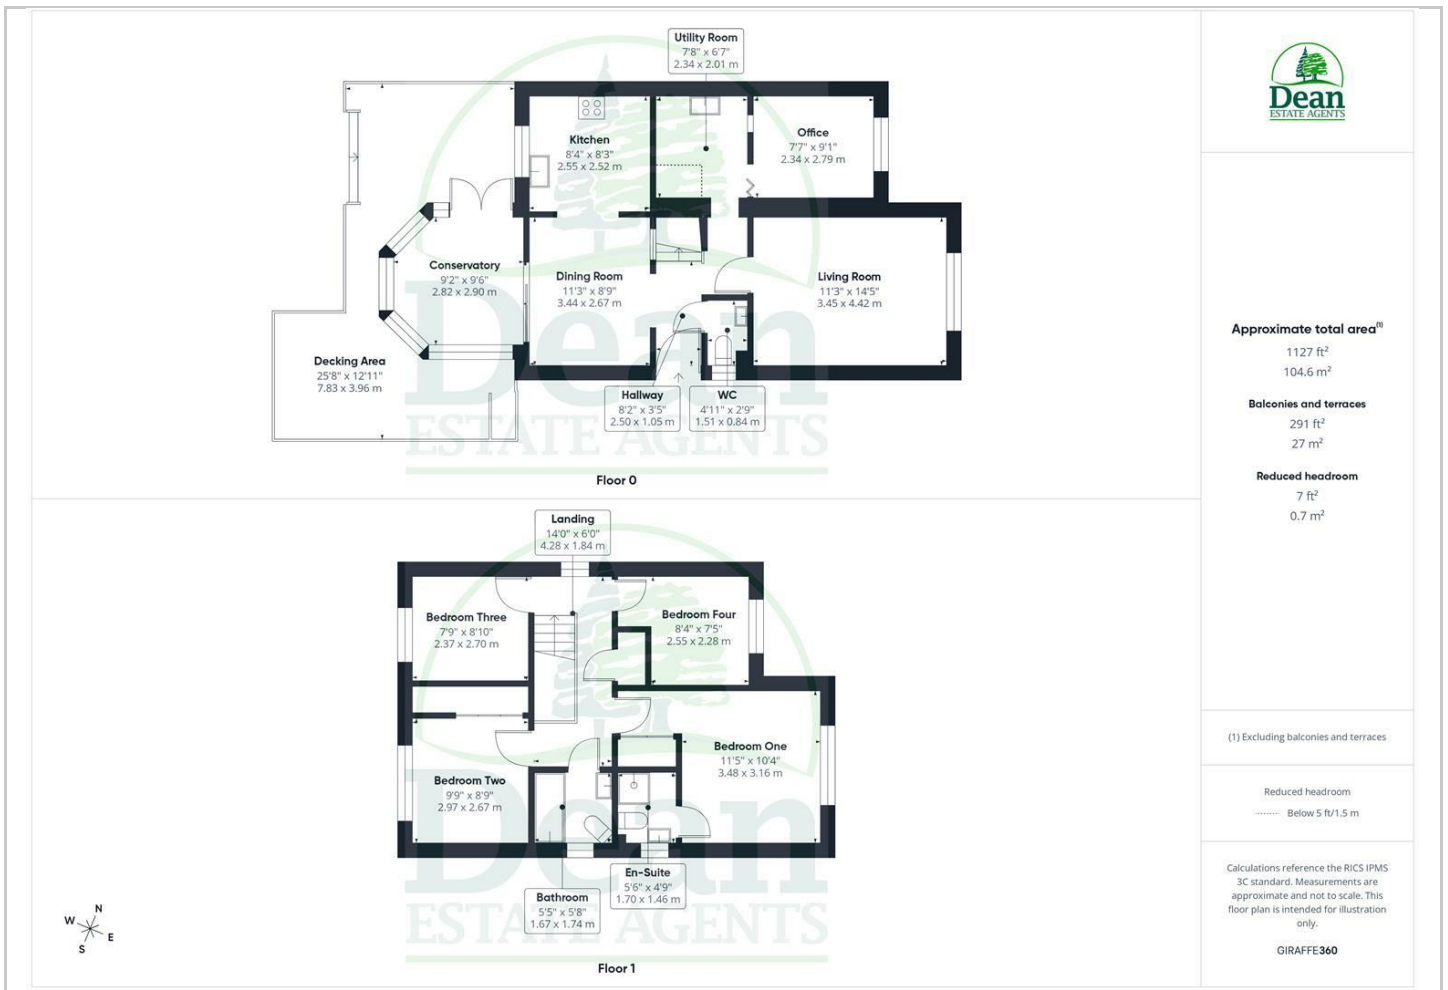 Utility Room
7'8" x 6'7"
2.34 x 2.01 m
Kitchen
8'4" x 8'3"
2.55 x 2.52 m
Office
7'7" x 9'1"
2.34 x 2.79 m
Conservatory
9'2" x 9'6"
2.82 x 2.90 m
Dining Room
11'3" x 8'9"
3.44 x 2.67 m
Living Room
11'3" x 14'5"
3.45 x 4.42 m
Decking Area
25'8" x 12'11"
7.83 x 3.96 m
Hallway
8'2" x 3'5"
2.50 x 1.05 m
WC
4'11" x 2'9"
1.51 x 0.84 m
Dean
ESTATE AGENTS
Floor 0
Landing
14'0" x 6'0"
4.28 x 1.84 m
Bedroom Three
7'9" x 8'10"
2.37 x 2.70 m
Bedroom Four
8'4" x 7'5"
2.55 x 2.28 m
Bedroom One
11'5" x 10'4"
3.48 x 3.16 m
Bedroom Two
9'9" x 8'9"
2.97 x 2.67 m
En-Suite
5'6" x 4'9"
1.70 x 1.46 m
Bathroom
5'5" x 5'8"
1.67 x 1.74 m
Dean
ESTATE AGENTS
N
W
E
S
Floor 1
Dean
ESTATE AGENTS
Approximate total area(1)
1127 ft²
104.6 m²
Balconies and terraces
291 ft²
27 m²
Reduced headroom
7 ft²
0.7 m²
(1) Excluding balconies and terraces
Reduced headroom
Below 5 ft/1.5 m
Calculations reference the RICS IPMS
3C standard. Measurements are
approximate and not to scale. This
floor plan is intended for illustration
only.
GIRAFFE360